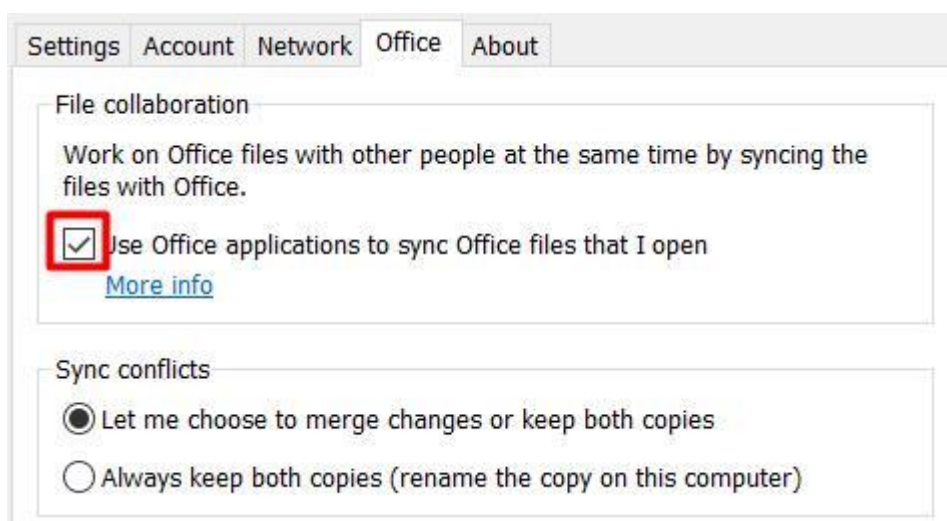 Settings Account Network Office About
File collaboration
Work on Office files with other people at the same time by syncing the
files with Office.
Use Office applications to sync Office files that I open
More info
Sync conflicts
Let me choose to merge changes or keep both copies
Always keep both copies (rename the copy on this computer)